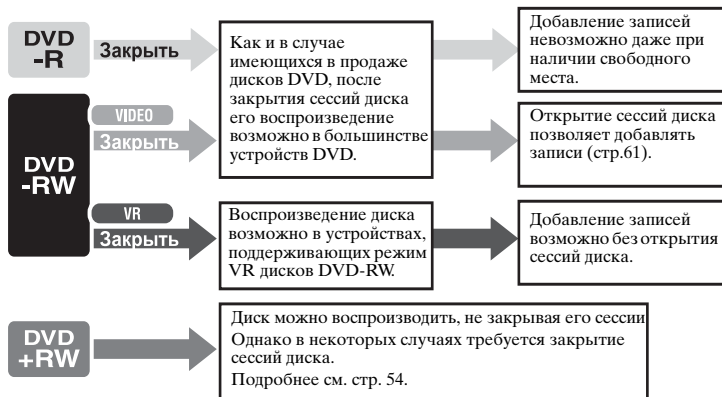 DVD
-R
Закрыть
Как и в случае
имеющихся в продаже
дисков DVD, после
закрытия сессий диска
его воспроизведение
возможно в большинстве
устройств DVD.
Добавление записей
невозможно даже при
наличии свободного
места.
DVD
-RW
VIDEO
Закрыть
Открытие сессий диска
позволяет добавлять
записи (стр.61).
VR
Закрыть
Воспроизведение диска
возможно в устройствах,
поддерживающих режим
VR дисков DVD-RW.
Добавление записей
возможно без открытия
сессий диска.
DVD
+RW
Диск можно воспроизводить, не закрывая его сессии
Однако в некоторых случаях требуется закрытие
сессий диска.
Подробнее см. стр. 54.